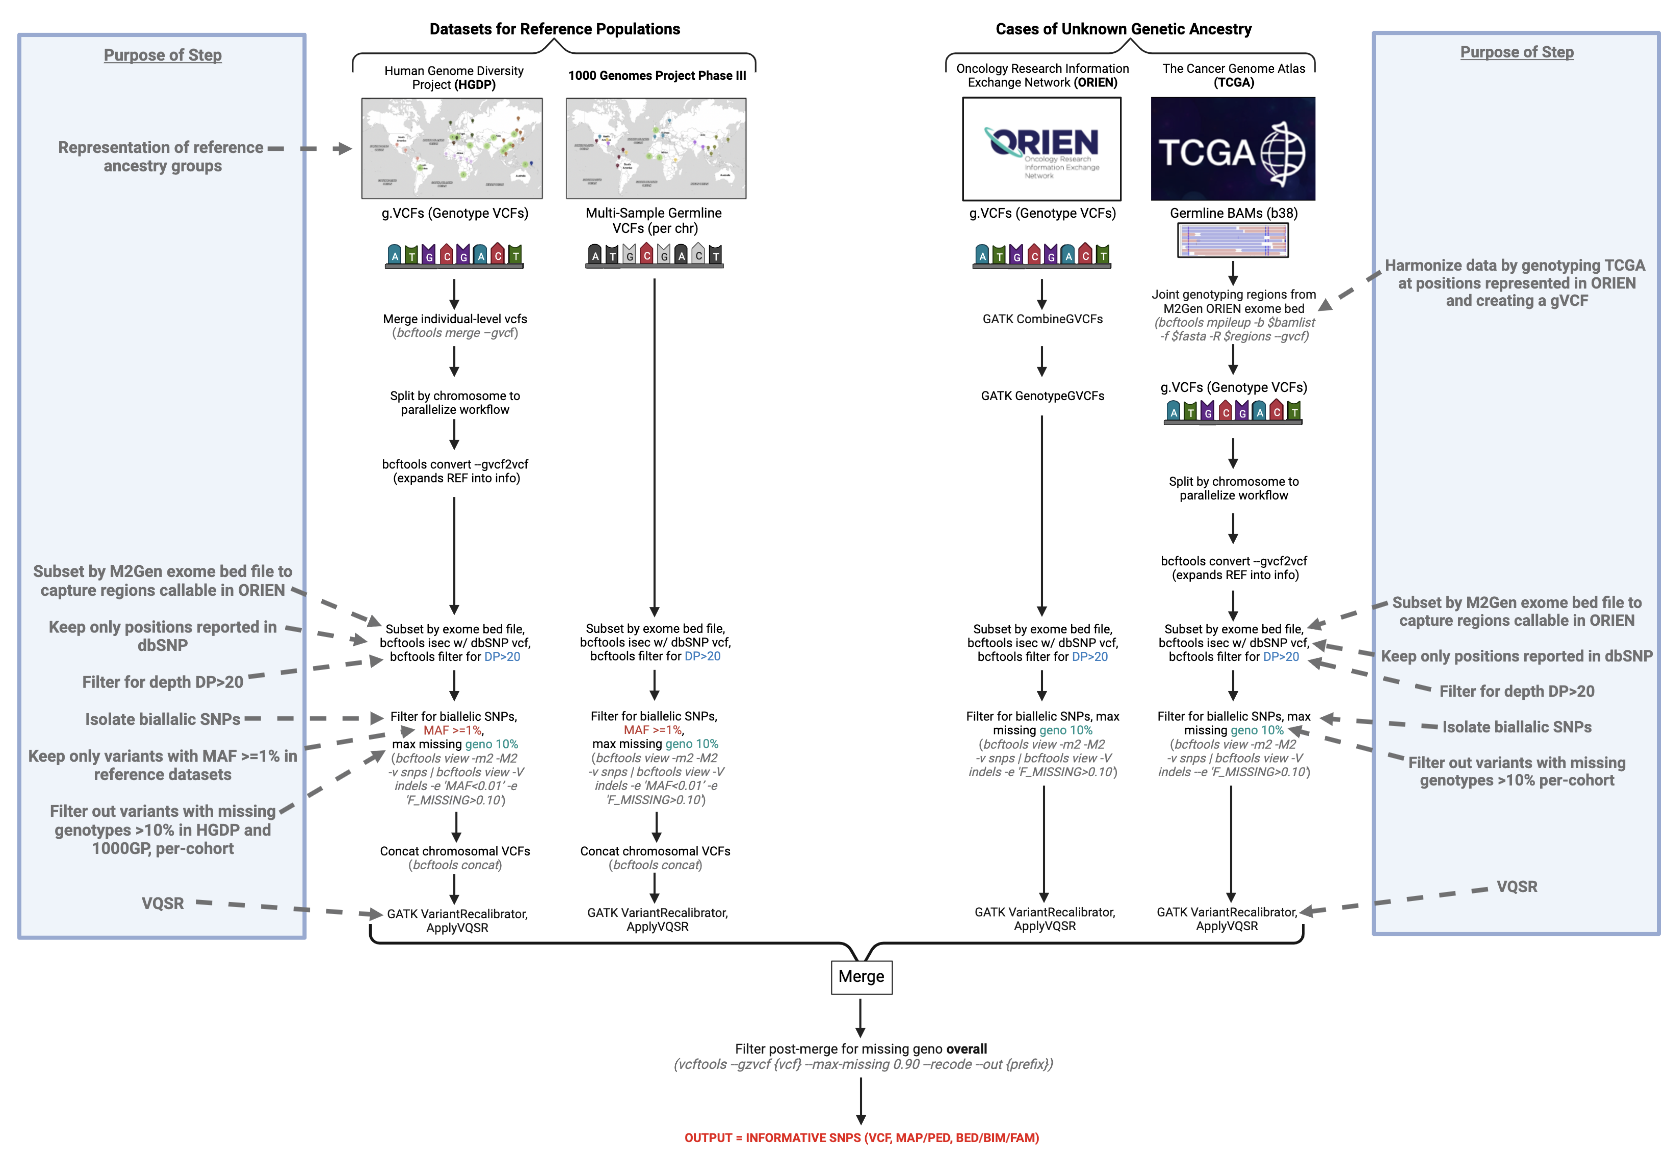 Purpose of Step
Representation of reference
ancestry groups
Subset by M2Gen exome bed file to
capture regions callable in ORIEN
Keep only positions reported in
dbSNP
Filter for depth DP>20
Isolate biallalic SNPs
Keep only variants with MAF >=1% in
reference datasets
Filter out variants with missing
genotypes >10% in HGDP and
1000GP, per-cohort
VQSR
Datasets for Reference Populations
Human Genome Diversity
Project (HGDP)
g.VCFs (Genotype VCFs)
A T G C G A C T
Merge individual-level vcfs
(bcftools merge –gvcf)
Split by chromosome to
parallelize workflow
bcftools convert –gvcf2vcf
(expands REF into info)
Subset by exome bed file,
bcftools isec w/ dbSNP vcf,
bcftools filter for DP>20
Filter for biallelic SNPs,
MAF >=1%,
max missing geno 10%
(bcftools view -m2 -M2
-v snps | bcftools view -V
indels -e 'MAF<0.01' -e
'F_MISSING>0.10')
Concat chromosomal VCFs
(bcftools concat)
GATK VariantRecalibrator,
ApplyVQSR
1000 Genomes Project Phase III
Multi-Sample Germline
VCFs (per chr)
A T G C G A C T
Subset by exome bed file,
bcftools isec w/ dbSNP vcf,
bcftools filter for DP>20
Filter for biallelic SNPs,
MAF >=1%,
max missing geno 10%
(bcftools view -m2 -M2
-v snps | bcftools view -V
indels -e 'MAF<0.01' -e
'F_MISSING>0.10')
Concat chromosomal VCFs
(bcftools concat)
GATK VariantRecalibrator,
ApplyVQSR
Cases of Unknown Genetic Ancestry
Oncology Research Information
Exchange Network (ORIEN)
ORIEN
Oncology Research
Information Exchange
Network
g.VCFs (Genotype VCFs)
A T G C G A C T
GATK CombineGVCFs
GATK GenotypeGVCFs
Subset by exome bed file,
bcftools isec w/ dbSNP vcf,
bcftools filter for DP>20
Filter for biallelic SNPs, max
missing geno 10%
(bcftools view -m2 -M2
-v snps | bcftools view -V
indels -e 'F_MISSING>0.10')
GATK VariantRecalibrator,
ApplyVQSR
The Cancer Genome Atlas
(TCGA)
TCGA
Germline BAMs (b38)
Joint genotyping regions from
M2Gen ORIEN exome bed
(bcftools mpileup -b $bamlist
-f $fasta -R $regions --gvcf)
g.VCFs (Genotype VCFs)
A T G C G A C T
Split by chromosome to
parallelize workflow
bcftools convert –gvcf2vcf
(expands REF into info)
Subset by exome bed file,
bcftools isec w/ dbSNP vcf,
bcftools filter for DP>20
Filter for biallelic SNPs, max
missing geno 10%
(bcftools view -m2 -M2
-v snps | bcftools view -V
indels –e 'F_MISSING>0.10')
GATK VariantRecalibrator,
ApplyVQSR
Purpose of Step
Harmonize data by genotyping TCGA
at positions represented in ORIEN
and creating a gVCF
Subset by M2Gen exome bed file to
capture regions callable in ORIEN
Keep only positions reported in dbSNP
Filter for depth DP>20
Isolate biallalic SNPs
Filter out variants with missing
genotypes >10% per-cohort
VQSR
Merge
Filter post-merge for missing geno overall
(vcftools –gzvcf {vcf} –max-missing 0.90 –recode –out {prefix})
OUTPUT = INFORMATIVE SNPS (VCF, MAP/PED, BED/BIM/FAM)